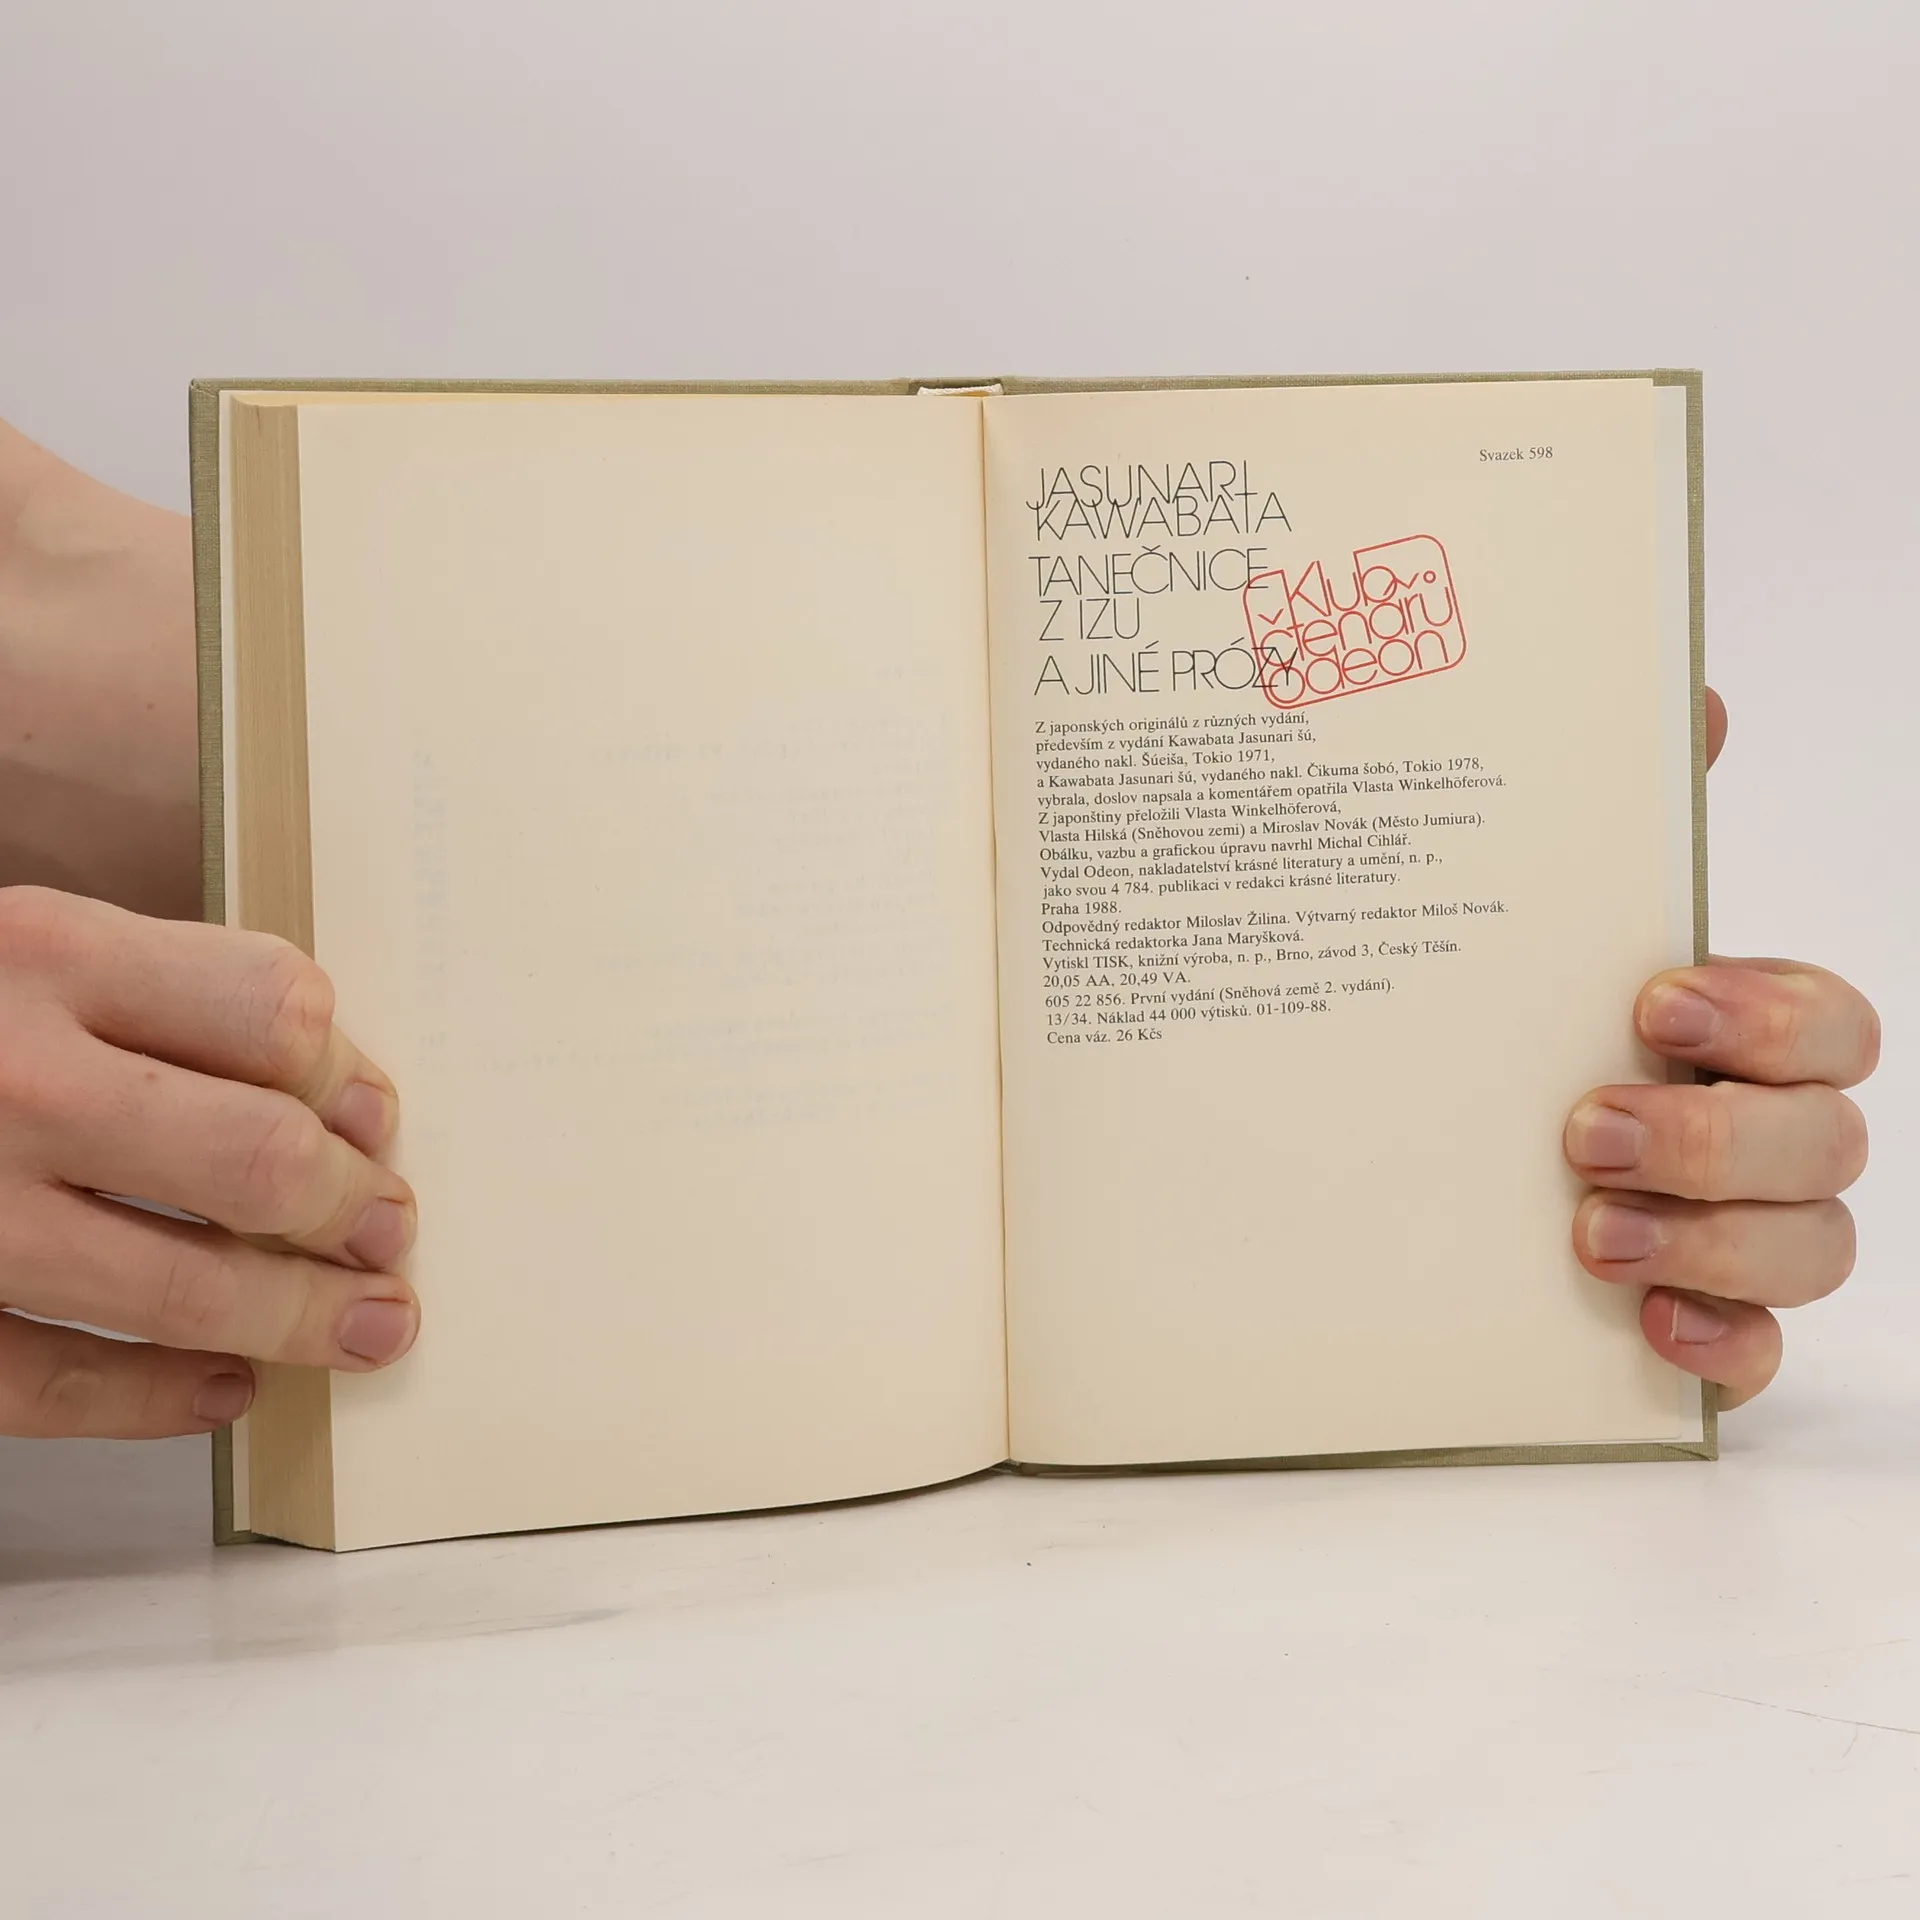 Svazek 598
JASUNARI
KAWABATA
TANEČNICE
Z IZU
A JINÉ PRÓZY
Klub
čtenářů
odeon
Z japonských originálů z různých vydání,
především z vydání Kawabata Jasunari šú,
vydaného nakl. Šúeiša, Tokio 1971,
a Kawabata Jasunari šú, vydaného nakl. Čikuma šobó, Tokio 1978,
vybrala, doslov napsala a komentářem opatřila Vlasta Winkelhöferová.
Z japonštiny přeložili Vlasta Winkelhöferová,
Vlasta Hilská (Sněhovou zemi) a Miroslav Novák (Město Jumiura).
Obálku, vazbu a grafickou úpravu navrhl Michal Cihlář.
Vydal Odeon, nakladatelství krásné literatury a umění, n. p.,
jako svou 4 784. publikaci v redakci krásné literatury.
Praha 1988.
Odpovědný redaktor Miloslav Žilina. Výtvarný redaktor Miloš Novák.
Technická redaktorka Jana Maryšková.
Vytiskl TISK, knižní výroba, n. p., Brno, závod 3, Český Těšín.
20,05 AA, 20,49 VA.
605 22 856. První vydání (Sněhová země 2. vydání).
13/34. Náklad 44 000 výtisků. 01-109-88.
Cena váz. 26 Kčs